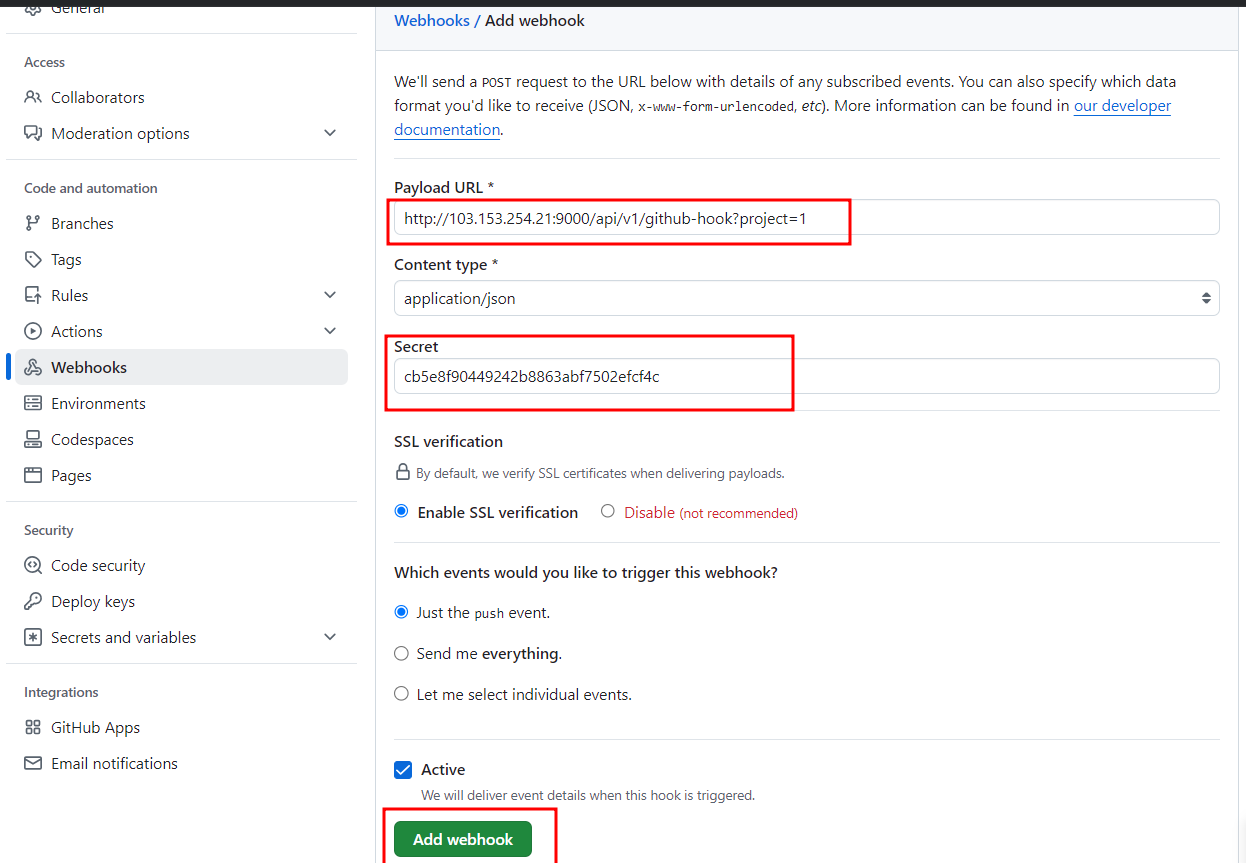 General
Access
Collaborators
Moderation options
Code and automation
Branches
Tags
Rules
Actions
Webhooks
Environments
Codespaces
Pages
Security
Code security
Deploy keys
Secrets and variables
Integrations
GitHub Apps
Email notifications
Webhooks / Add webhook
We'll send a POST request to the URL below with details of any subscribed events. You can also specify which data
format you'd like to receive (JSON, x-www-form-urlencoded, etc). More information can be found in our developer
documentation.
Payload URL *
http://103.153.254.21:9000/api/v1/github-hook?project=1
Content type *
application/json
Secret
cb5e8f90449242b8863abf7502efcf4c
SSL verification
By default, we verify SSL certificates when delivering payloads.
Enable SSL verification Disable (not recommended)
Which events would you like to trigger this webhook?
Just the push event.
Send me everything.
Let me select individual events.
Active
We will deliver event details when this hook is triggered.
Add webhook